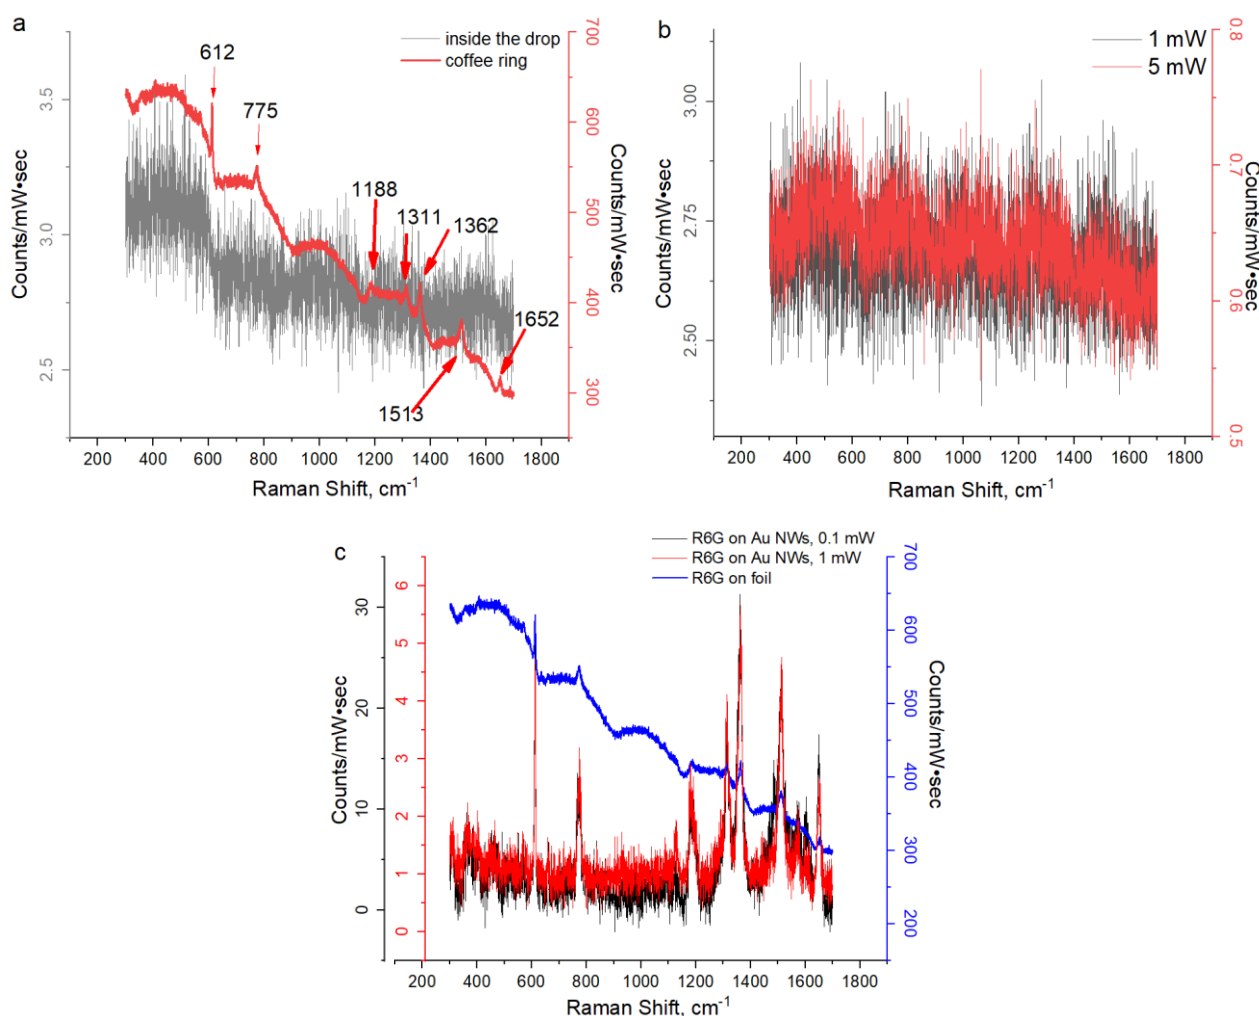 a
inside the drop
coffee ring
612
775
1188
1311
1362
1652
1513
3.5
3.0
2.5
700
600
500
400
300
Counts/mW•sec
Counts/mW•sec
200 400 600 800 1000 1200 1400 1600 1800
Raman Shift, cm⁻¹
b
1 mW
5 mW
3.00
2.75
2.50
0.8
0.7
0.6
0.5
Counts/mW•sec
Counts/mW•sec
200 400 600 800 1000 1200 1400 1600 1800
Raman Shift, cm⁻¹
c
R6G on Au NWs, 0.1 mW
R6G on Au NWs, 1 mW
R6G on foil
30
20
10
0
6
5
4
3
2
1
0
700
600
500
400
300
200
Counts/mW•sec
Counts/mW•sec
200 400 600 800 1000 1200 1400 1600 1800
Raman Shift, cm⁻¹